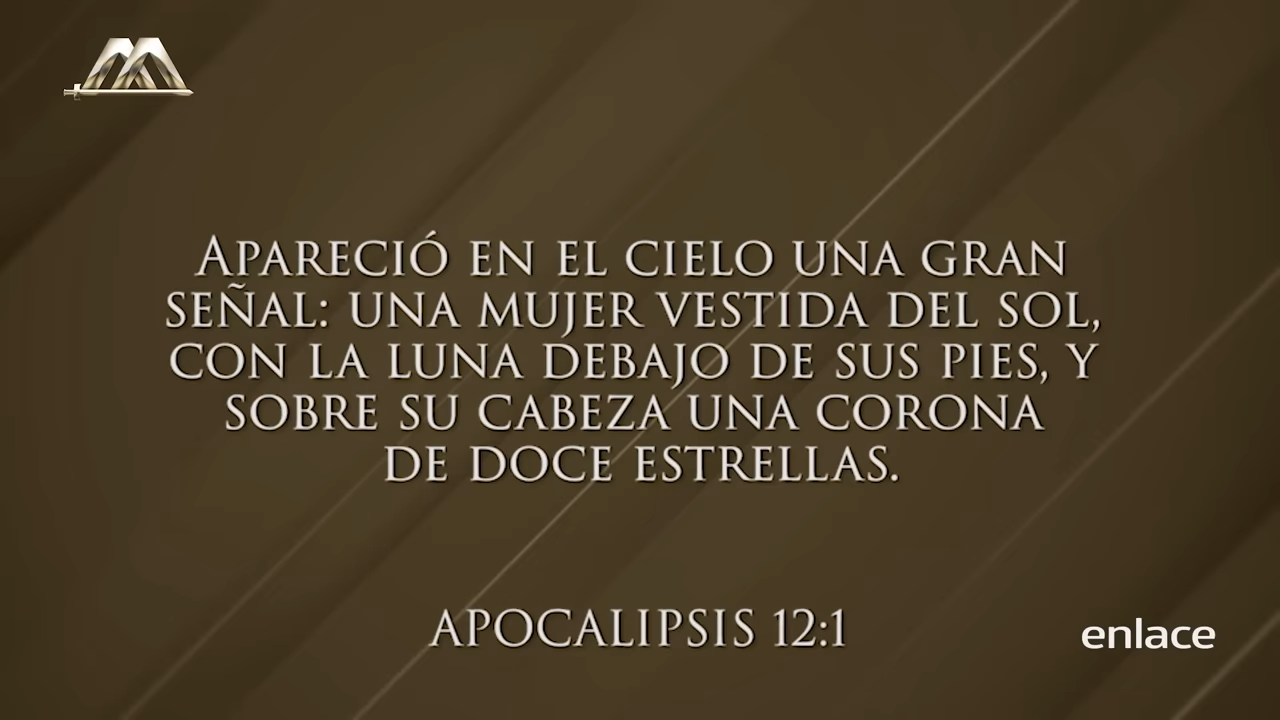 Apareció en el cielo una gran
señal: una mujer vestida del sol,
con la luna debajo de sus pies, y
sobre su cabeza una corona
de doce estrellas.
APOCALIPSIS 12:1
enlace